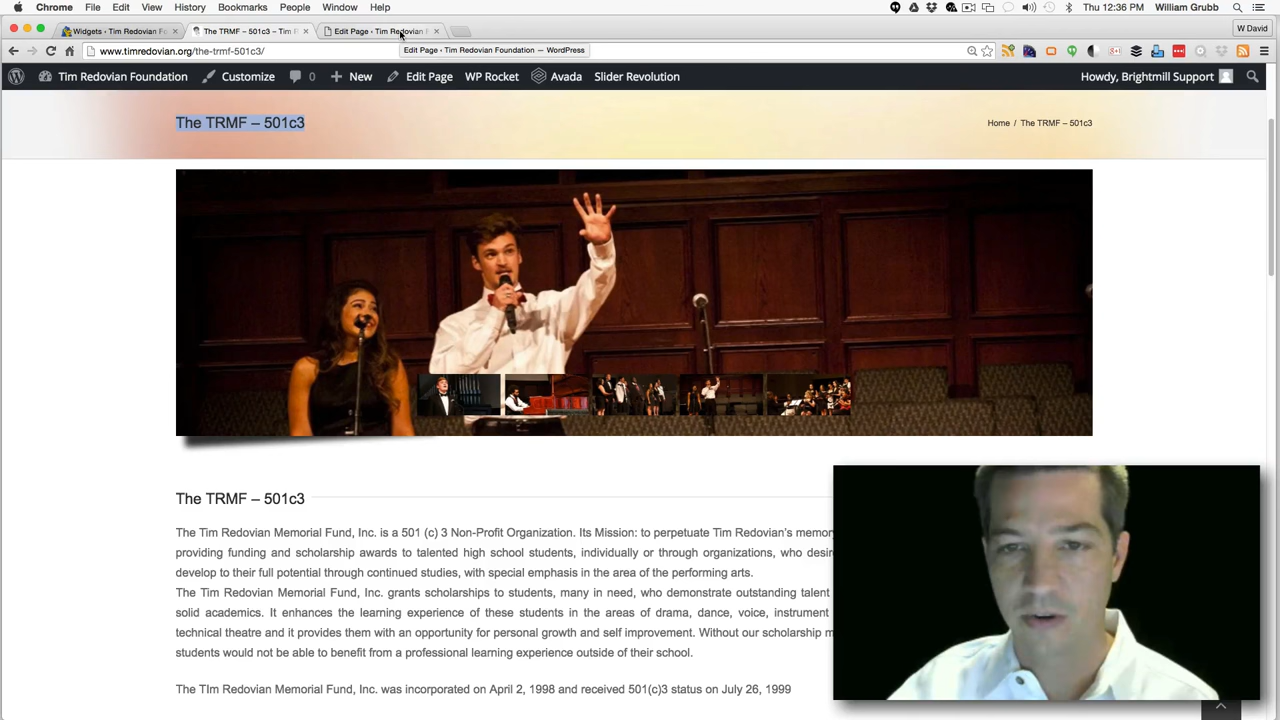 Chrome File Edit View History Bookmarks People Window Help Thu 12:36 PM William Grubb
Widgets ‹ Tim Redovian Fou
The TRMF – 501c3 – Tim F
Edit Page ‹ Tim Redovian F
W David
www.timredovian.org/the-trmf-501c3/
Edit Page ‹ Tim Redovian Foundation — WordPress
Tim Redovian Foundation Customize 0 New Edit Page WP Rocket Avada Slider Revolution Howdy, Brightmill Support
The TRMF – 501c3
Home / The TRMF – 501c3
The TRMF – 501c3
The Tim Redovian Memorial Fund, Inc. is a 501 (c) 3 Non-Profit Organization. Its Mission: to perpetuate Tim Redovian's memory
providing funding and scholarship awards to talented high school students, individually or through organizations, who desire
develop to their full potential through continued studies, with special emphasis in the area of the performing arts.
The Tim Redovian Memorial Fund, Inc. grants scholarships to students, many in need, who demonstrate outstanding talent
solid academics. It enhances the learning experience of these students in the areas of drama, dance, voice, instrument
technical theatre and it provides them with an opportunity for personal growth and self improvement. Without our scholarship
students would not be able to benefit from a professional learning experience outside of their school.
The TIm Redovian Memorial Fund, Inc. was incorporated on April 2, 1998 and received 501(c)3 status on July 26, 1999